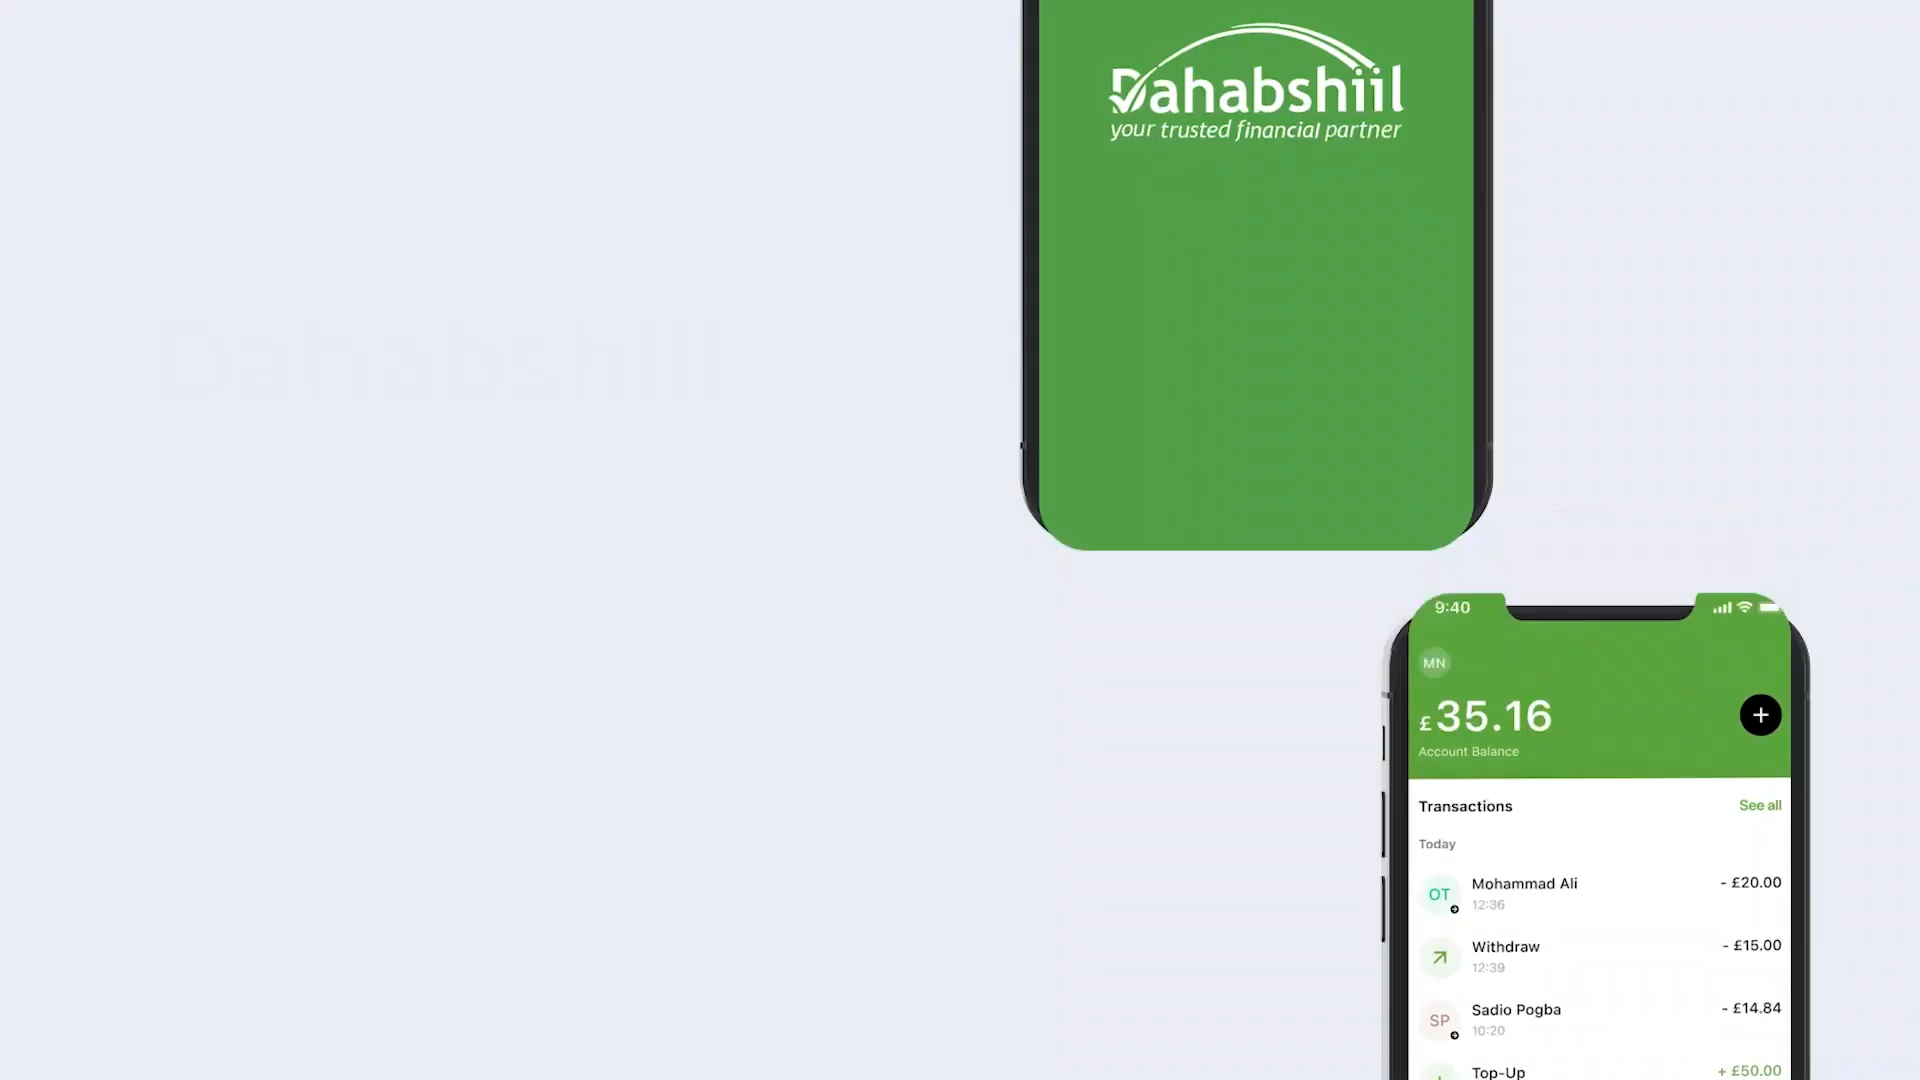 Dahabshiil
your trusted financial partner
Dahabshiil
9:40
MN
£35.16
Account Balance
Transactions
See all
Today
OT
Mohammad Ali
- £20.00
12:36
Withdraw
- £15.00
12:39
SP
Sadio Pogba
- £14.84
10:20
Top-Up
+ £50.00